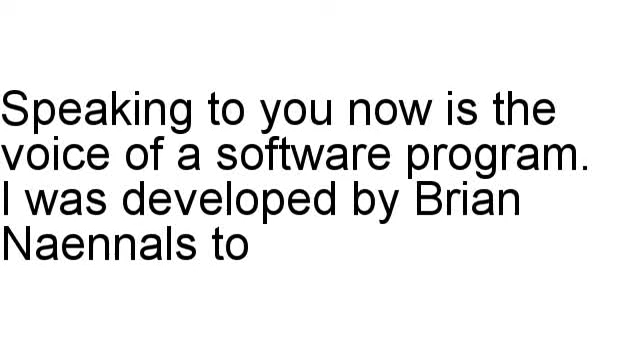 Speaking to you now is the
voice of a software program.
I was developed by Brian
Naennals to